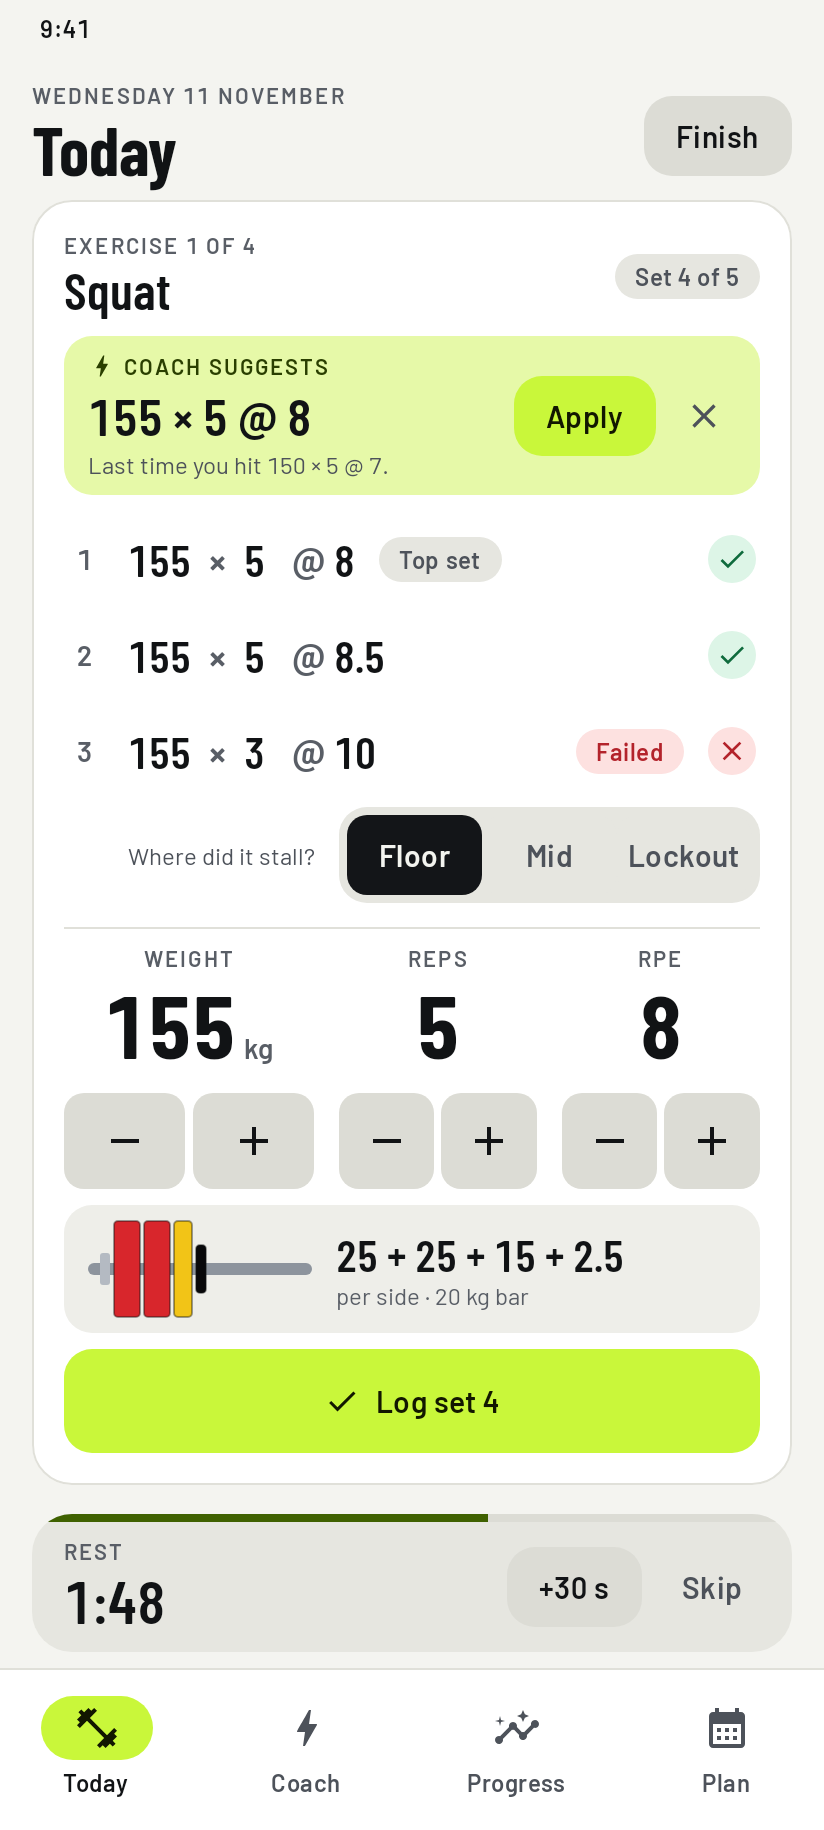 9:41
WEDNESDAY 11 NOVEMBER
Today
Finish
EXERCISE 1 OF 4
Squat
Set 4 of 5
COACH SUGGESTS
155 × 5 @ 8
Last time you hit 150 × 5 @ 7.
Apply
1 155 × 5 @ 8 Top set
2 155 × 5 @ 8.5
3 155 × 3 @ 10 Failed
Where did it stall? Floor Mid Lockout
WEIGHT REPS RPE
155 kg 5 8
25 + 25 + 15 + 2.5
per side · 20 kg bar
Log set 4
REST
1:48
+30 s Skip
Today Coach Progress Plan